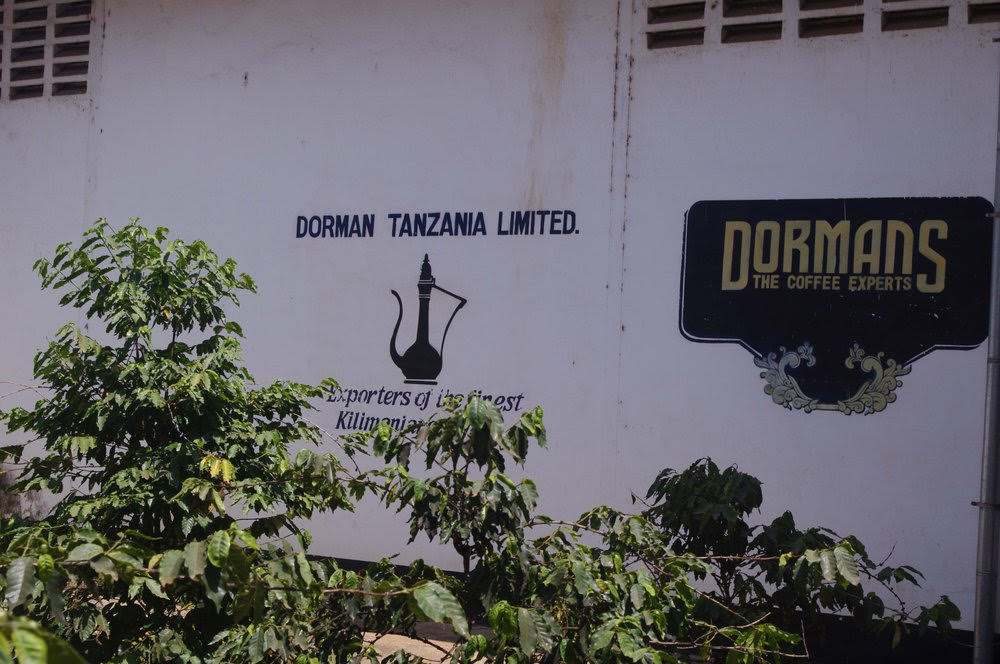 DORMAN TANZANIA LIMITED.
Exporters of the finest
DORMANS
THE COFFEE EXPERTS